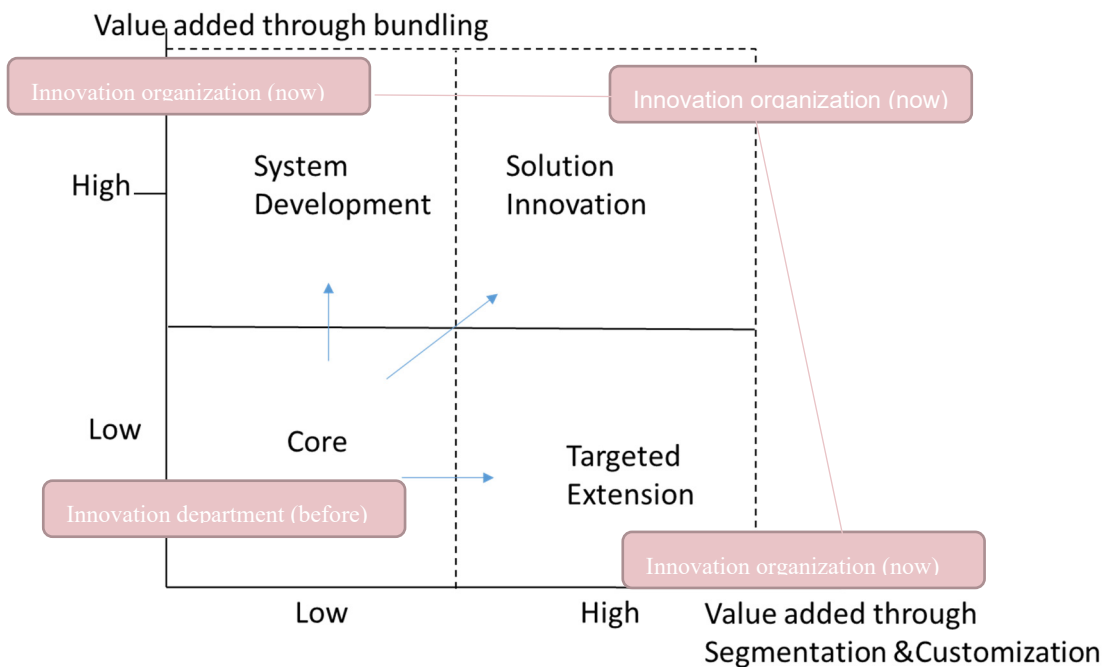 Value added through bundling
Innovation organization (now)
Innovation organization (now)
System
Development
Solution
Innovation
High
Low
Core
Targeted
Extension
Innovation department (before)
Innovation organization (now)
Low
High
Value added through
Segmentation &Customization